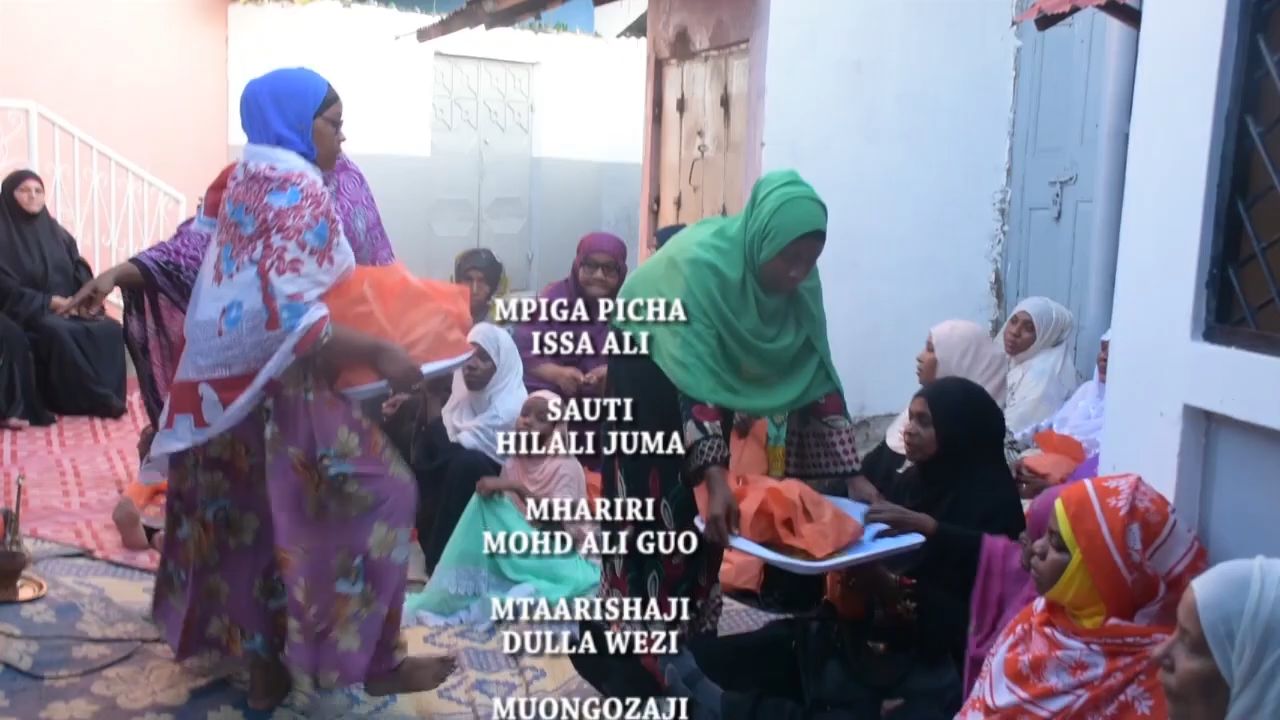 MPIGA PICHA
ISSA ALI
SAUTI
HILALI JUMA
MHARIRI
MOHD ALI GUO
MTAARISHAJI
DULLA WEZI
MUONGOZAJI